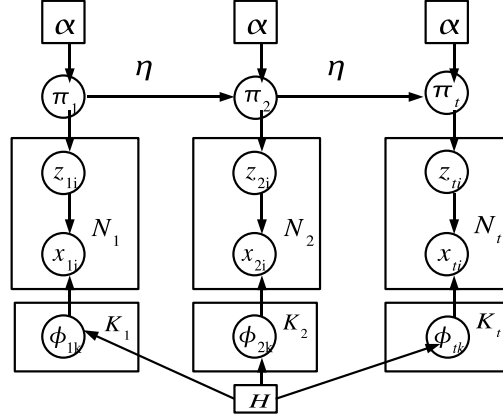 α α α
η η
π₁ π₂ πₜ
z₁ᵢ z₂ᵢ zₜᵢ
N₁ N₂ Nₜ
x₁ᵢ x₂ᵢ xₜᵢ
K₁ K₂ Kₜ
ϕ₁ₖ ϕ₂ₖ ϕₜₖ
H